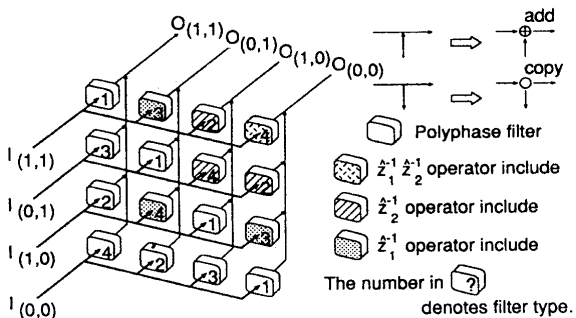 O(1,1) O(0,1) O(1,0) O(0,0)
I(1,1)
I(0,1)
I(1,0)
I(0,0)
1 3 2 4
3 1 4 2
2 4 1 3
4 2 3 1
add
copy
Polyphase filter
ẑ₁⁻¹ ẑ₂⁻¹ operator include
ẑ₂⁻¹ operator include
ẑ₁⁻¹ operator include
The number in ?
denotes filter type.